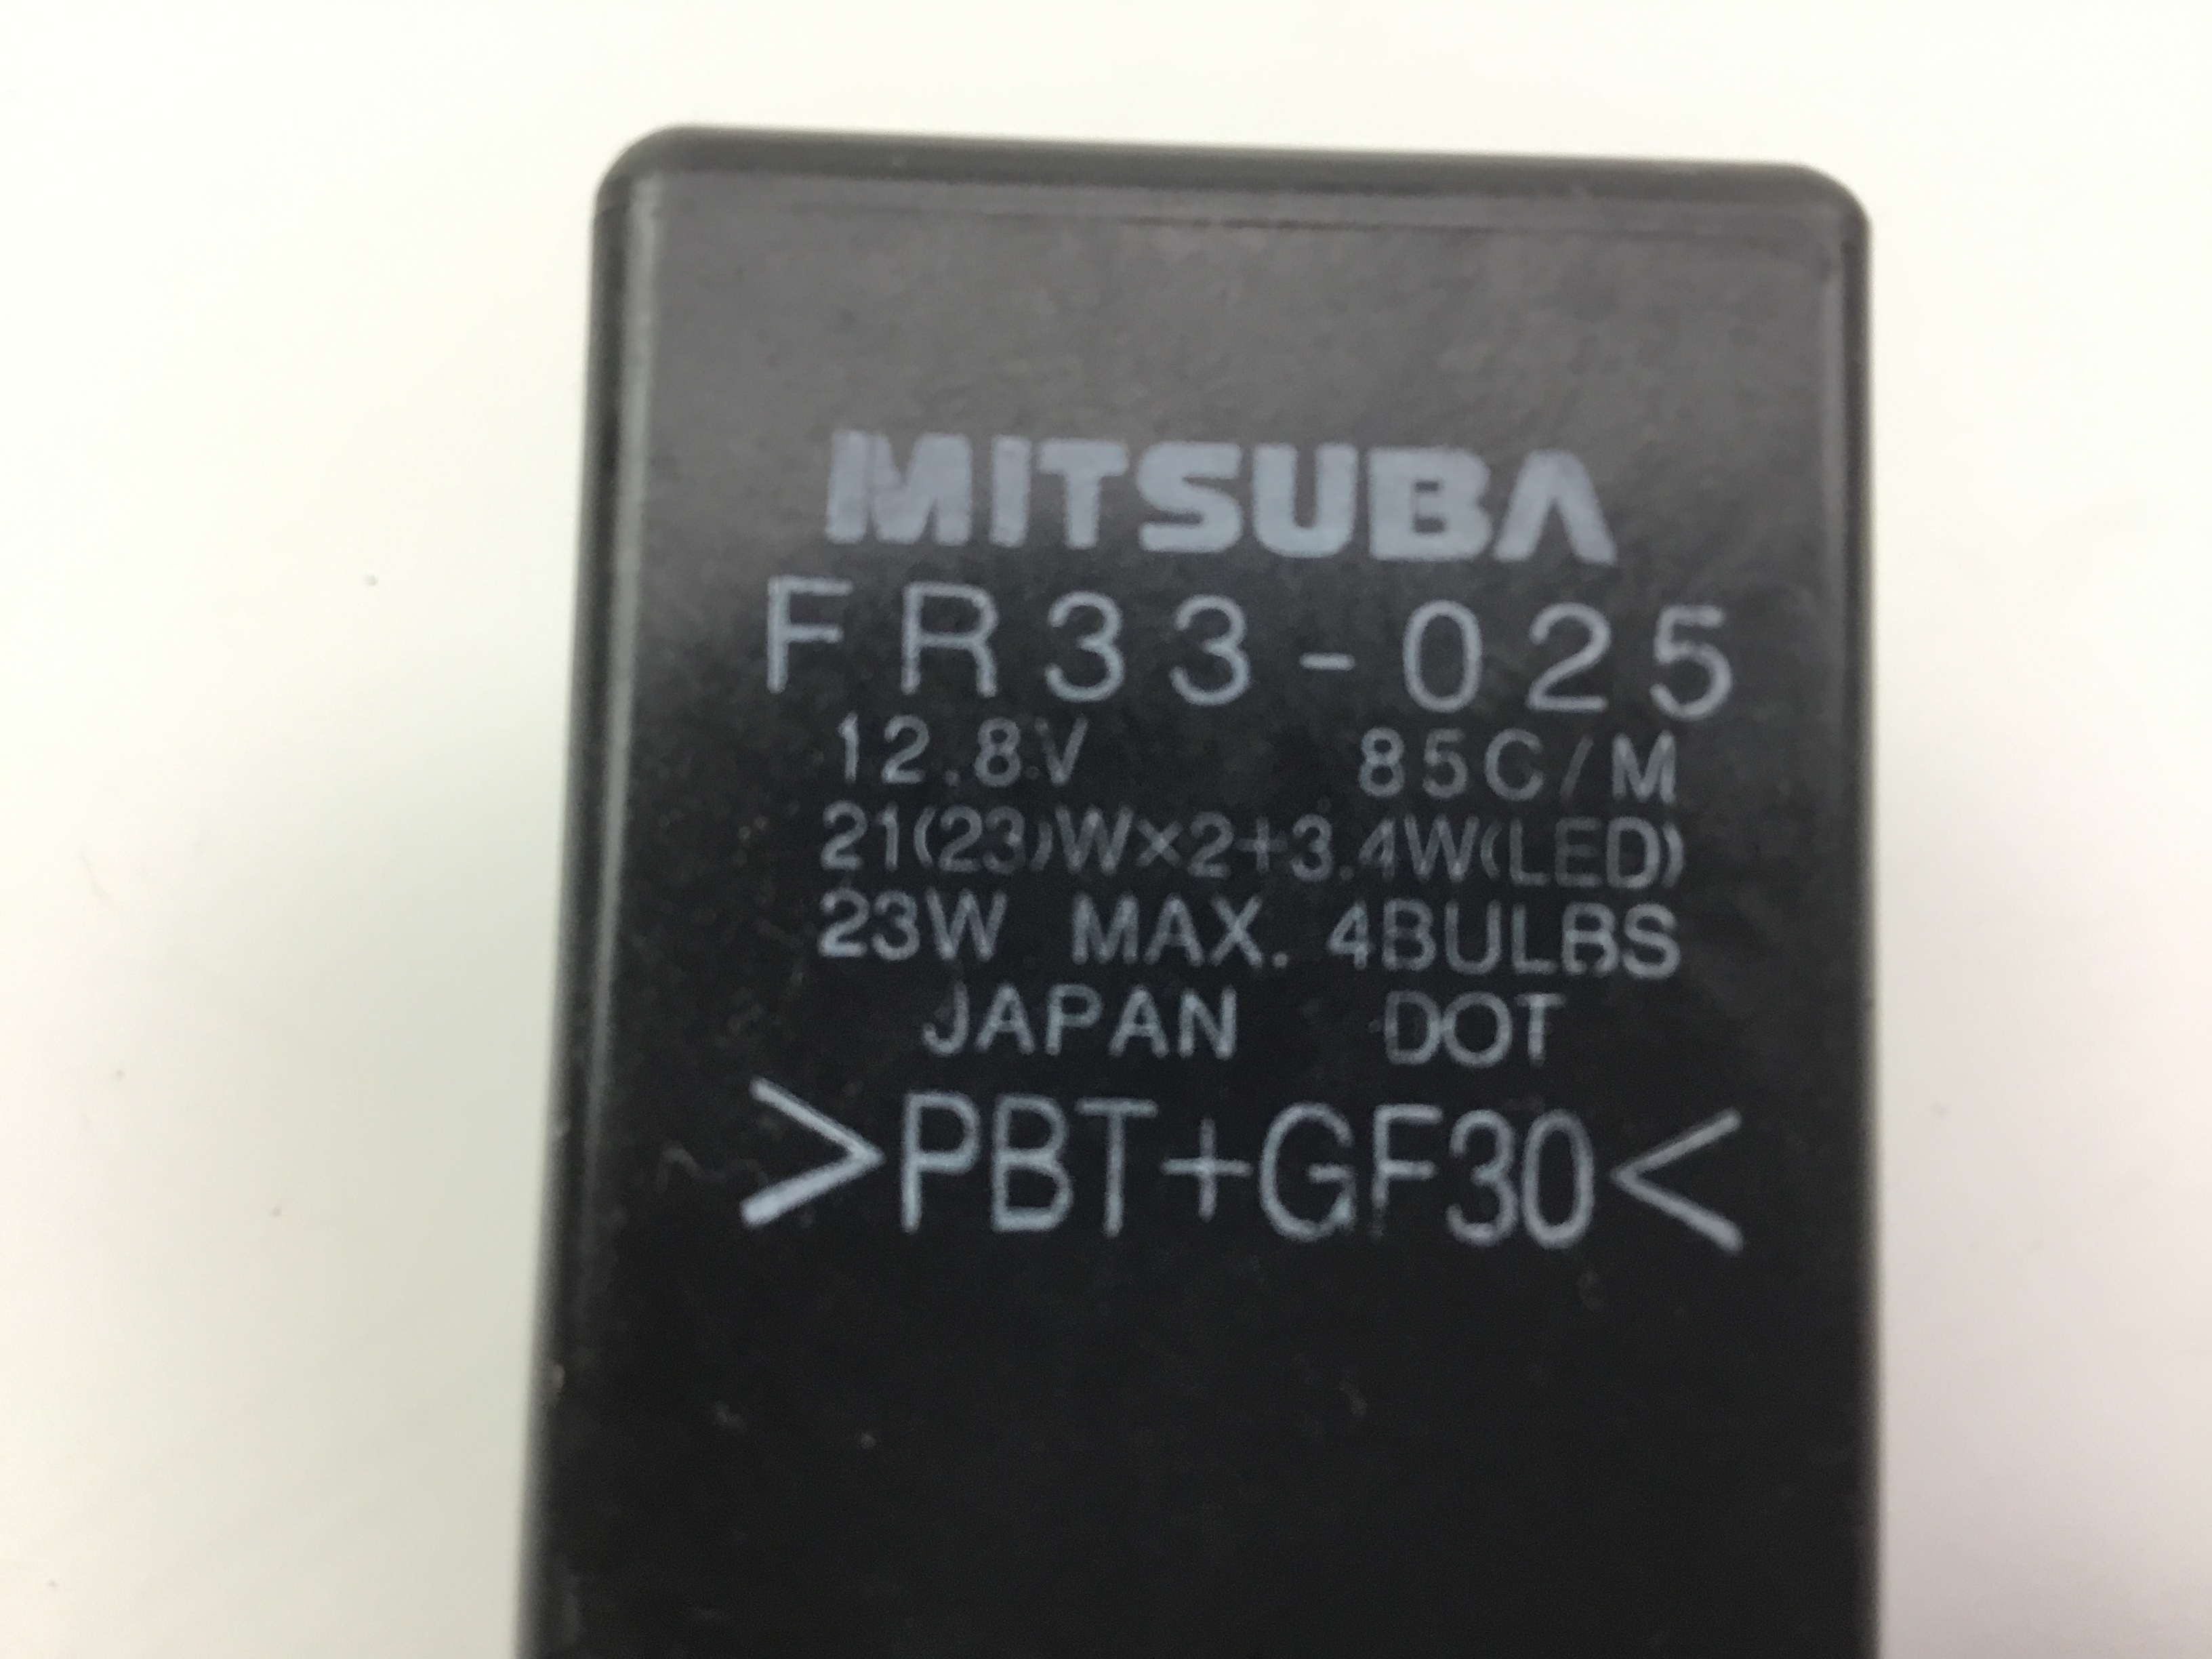 MITSUBA
FR33-025
12.8V 85C/M
21(23)W×2+3.4W(LED)
23W MAX. 4BULBS
JAPAN DOT
>PBT+GF30<